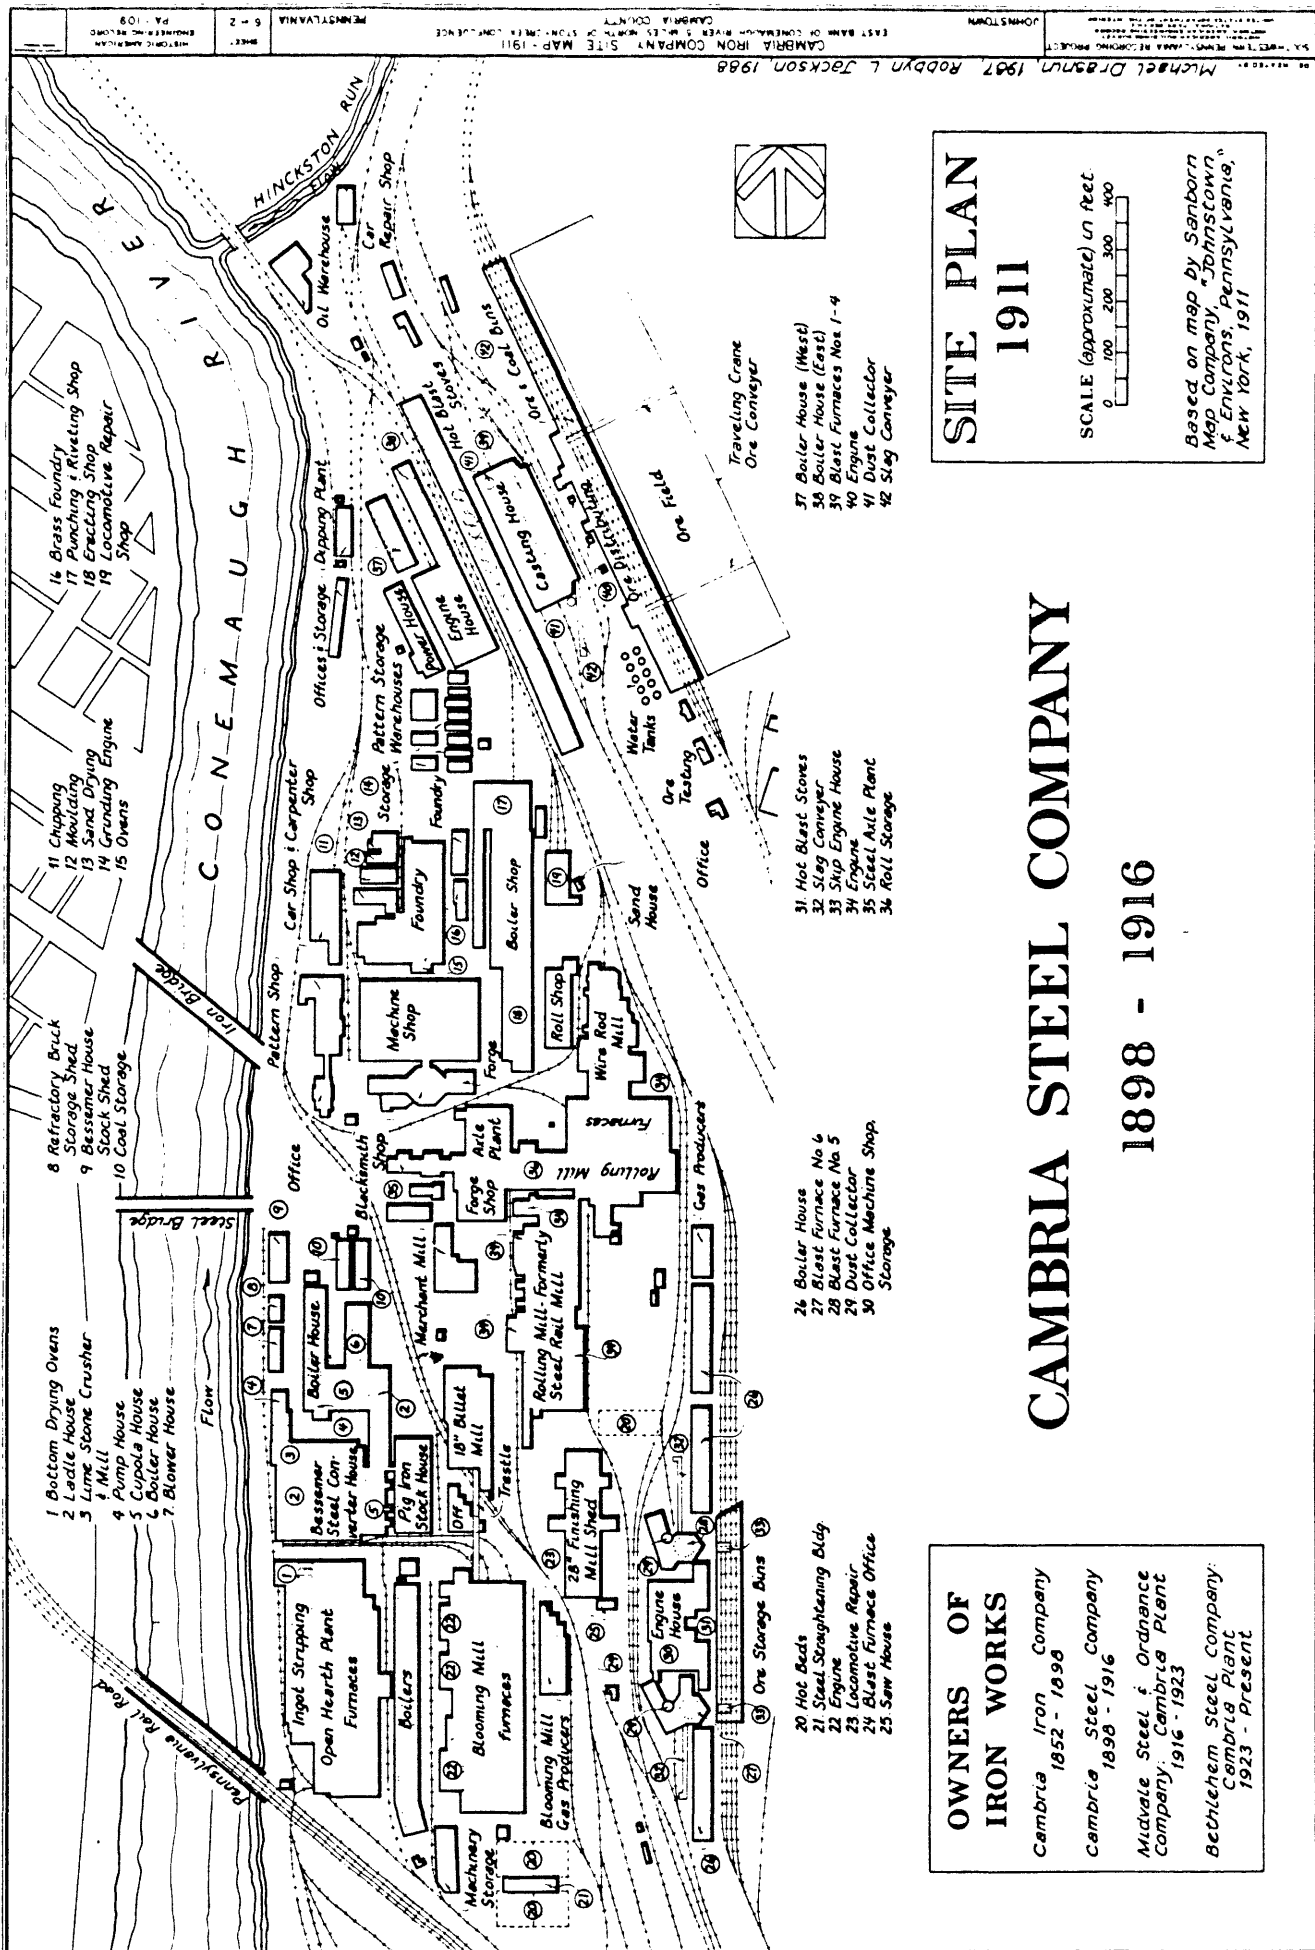 CAMBRIA STEEL COMPANY
1898 - 1916
SITE PLAN
1911
SCALE (approximate) in feet
0 100 200 300 400
Based on map by Sanborn
Map Company, "Johnstown
& Environs, Pennsylvania,"
New York, 1911
OWNERS OF
IRON WORKS
Cambria Iron Company
1852 - 1898
Cambria Steel Company
1898 - 1916
Midvale Steel & Ordnance
Company: Cambria Plant
1916 - 1923
Bethlehem Steel Company:
Cambria Plant
1923 - Present
1 Bottom Drying Ovens
2 Ladle House
3 Lime Stone Crusher
& Mill
4 Pump House
5 Cupola House
6 Boiler House
7 Blower House
8 Refractory Brick
Storage Shed
9 Bessemer House
Stock Shed
10 Coal Storage
11 Chipping
12 Moulding
13 Sand Drying
14 Grinding Engine
15 Ovens
16 Brass Foundry
17 Punching & Riveting Shop
18 Erecting Shop
19 Locomotive Repair
Shop
20 Hot Beds
21 Steel Straightening Bldg.
22 Engine
23 Locomotive Repair
24 Blast Furnace Office
25 Saw House
26 Boiler House
27 Blast Furnace No. 6
28 Blast Furnace No. 5
29 Dust Collector
30 Office Machine Shop,
Storage
31. Hot Blast Stoves
32 Slag Conveyer
33 Skip Engine House
34 Engine
35 Steel Axle Plant
36 Roll Storage
37 Boiler House (West)
38 Boiler House (East)
39 Blast Furnaces Nos. 1-4
40 Engine
41 Dust Collector
42 Slag Conveyer
CONEMAUGH RIVER
Flow
HINCKSTON RUN
FLOW
Pennsylvania Rail Road
Steel Bridge
Iron Bridge
Ingot Stripping
Open Hearth Plant
Furnaces
Boilers
Blooming Mill
furnaces
Blooming Mill
Gas Producers
Machinery
Storage
Bessemer
Steel Con-
verter House
Boiler House
Pig Iron
Stock House
18" Billet
Mill
Off
Trestle
28" Finishing
Mill Shed
Engine
House
Ore Storage Bins
Merchant Mill
Rolling Mill - Formerly
Steel Rail Mill
Office
Blacksmith
Shop
Forge
Shop
Axle
Plant
Rolling Mill
Furnaces
Gas Producers
Pattern Shop
Machine
Shop
Forge
Roll Shop
Wire Rod
Mill
Car Shop & Carpenter
Shop
Foundry
Boiler Shop
Storage
Foundry
Sand
House
Office
Ore
Testing
Water
Tanks
Pattern Storage
Warehouses
Offices & Storage
Dipping Plant
Power House
Engine
House
Casting House
Hot Blast
Stoves
Ore Distributing
Ore & Coal Bins
Ore Field
Traveling Crane
Ore Conveyer
Oil Warehouse
Car
Repair Shop
Michael Drasnin, 1987, Robbyn L Jackson, 1988
JOHNSTOWN
CAMBRIA IRON COMPANY SITE MAP - 1911
EAST BANK OF CONEMAUGH RIVER .5 MILES NORTH OF STONYCREEK CONFLUENCE
CAMBRIA COUNTY
PENNSYLVANIA
SHEET
HISTORIC AMERICAN
ENGINEERING RECORD
PA - 109